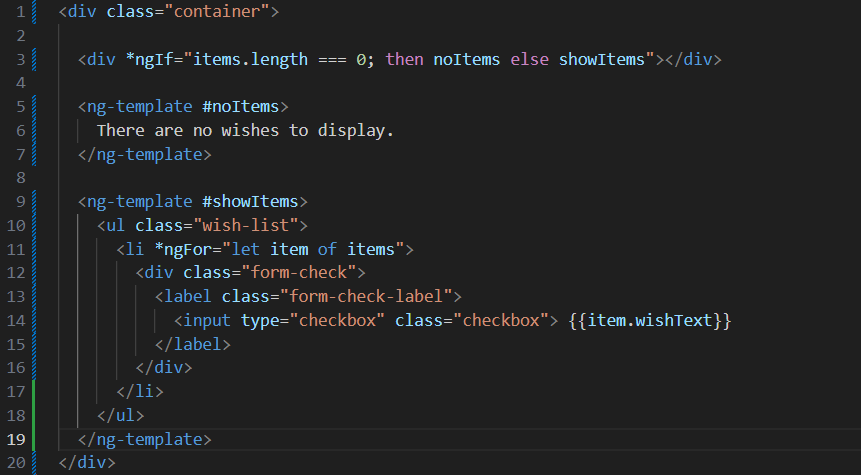 1 <div class="container">
2
3 <div *ngIf="items.length === 0; then noItems else showItems"></div>
4
5 <ng-template #noItems>
6 There are no wishes to display.
7 </ng-template>
8
9 <ng-template #showItems>
10 <ul class="wish-list">
11 <li *ngFor="let item of items">
12 <div class="form-check">
13 <label class="form-check-label">
14 <input type="checkbox" class="checkbox"> {{item.wishText}}
15 </label>
16 </div>
17 </li>
18 </ul>
19 </ng-template>
20 </div>